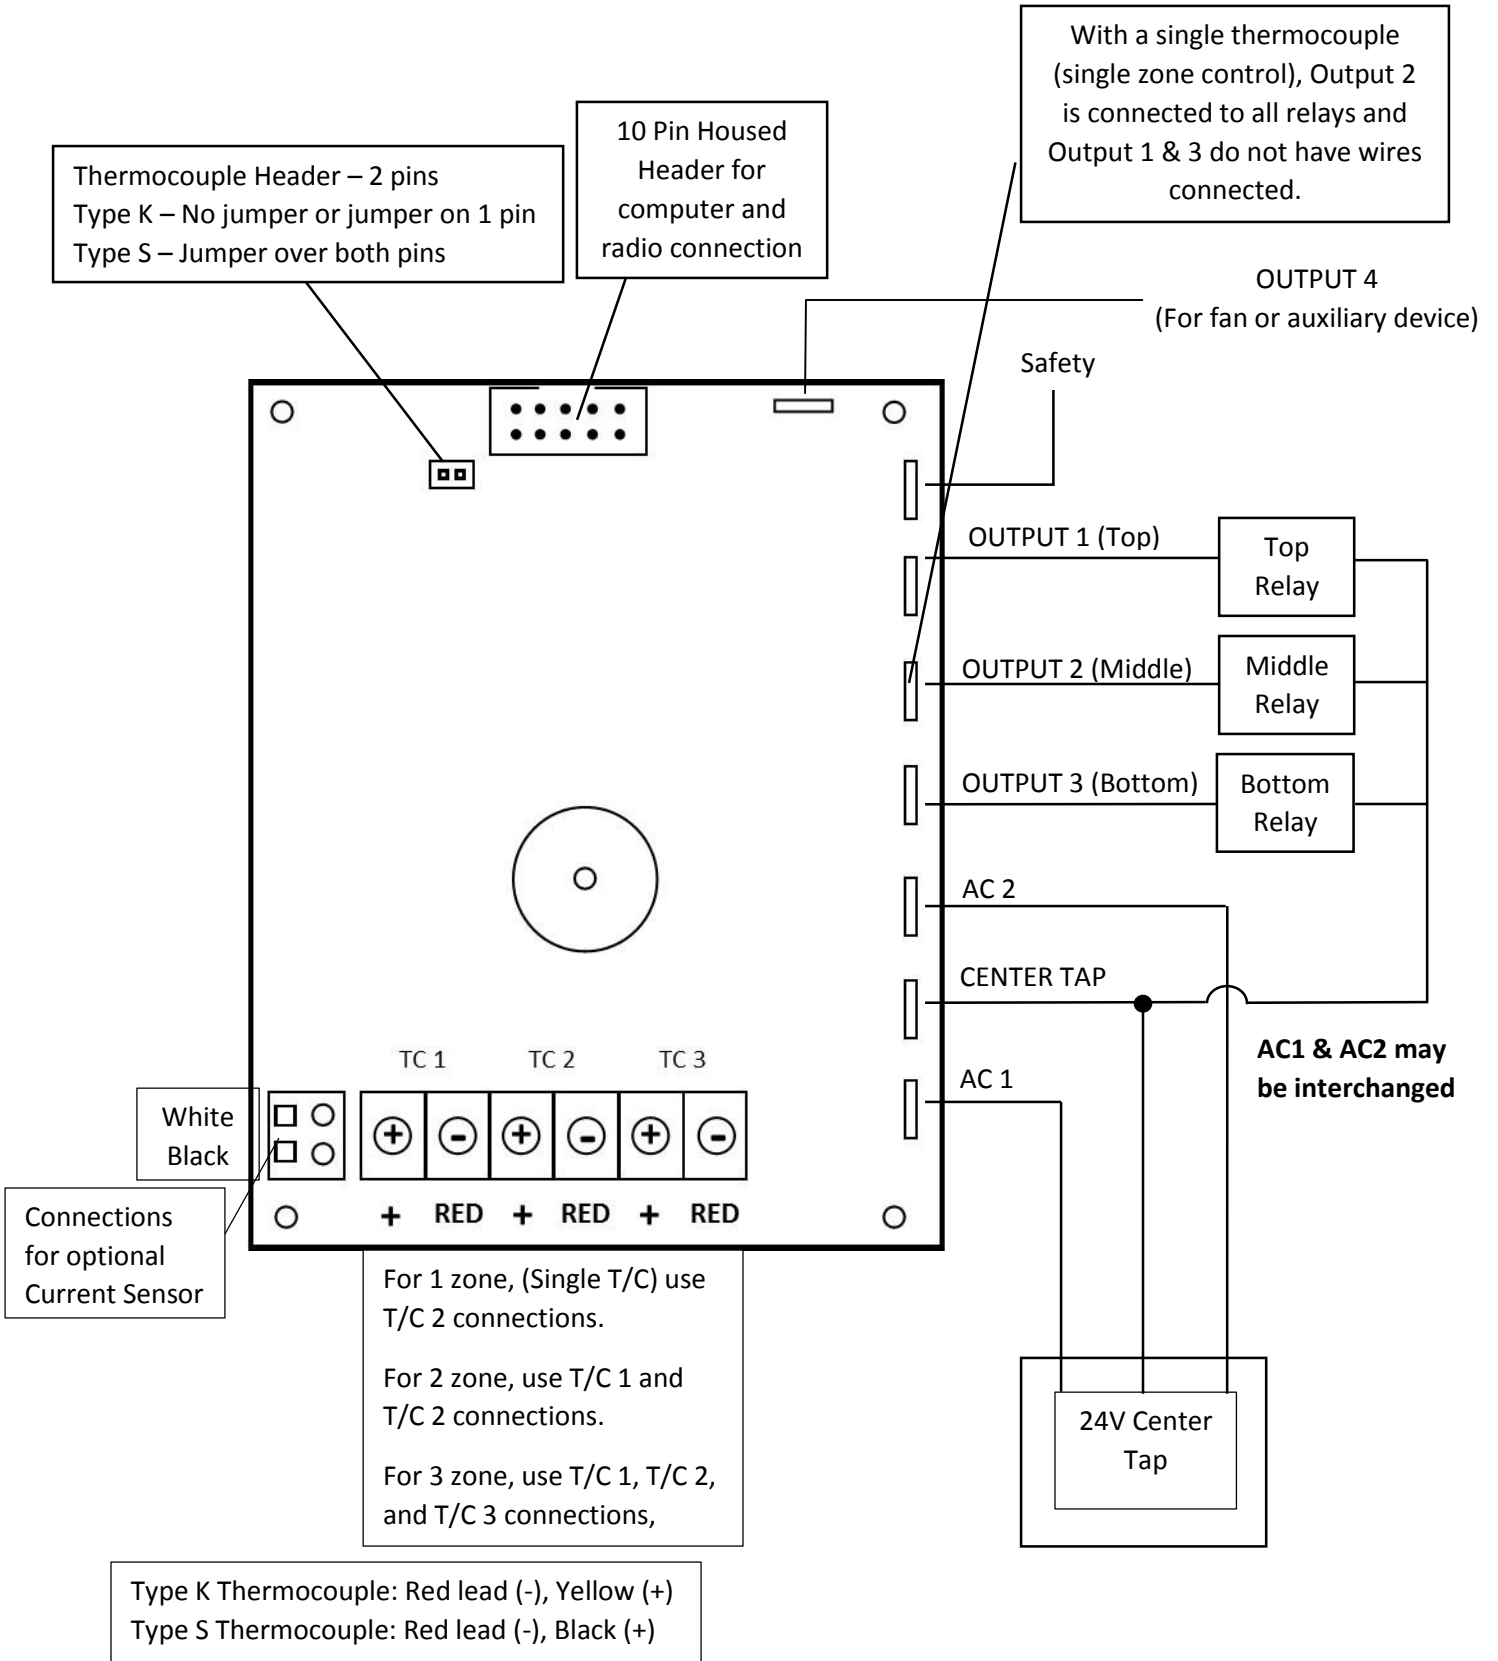 With a single thermocouple
(single zone control), Output 2
is connected to all relays and
Output 1 & 3 do not have wires
connected.
10 Pin Housed
Header for
computer and
radio connection
Thermocouple Header – 2 pins
Type K – No jumper or jumper on 1 pin
Type S – Jumper over both pins
OUTPUT 4
(For fan or auxiliary device)
Safety
OUTPUT 1 (Top)
Top
Relay
OUTPUT 2 (Middle)
Middle
Relay
OUTPUT 3 (Bottom)
Bottom
Relay
AC 2
CENTER TAP
AC1 & AC2 may
be interchanged
AC 1
TC 1 TC 2 TC 3
White
Black
+ - + - + -
+ RED + RED + RED
Connections
for optional
Current Sensor
For 1 zone, (Single T/C) use
T/C 2 connections.
For 2 zone, use T/C 1 and
T/C 2 connections.
For 3 zone, use T/C 1, T/C 2,
and T/C 3 connections,
24V Center
Tap
Type K Thermocouple: Red lead (-), Yellow (+)
Type S Thermocouple: Red lead (-), Black (+)